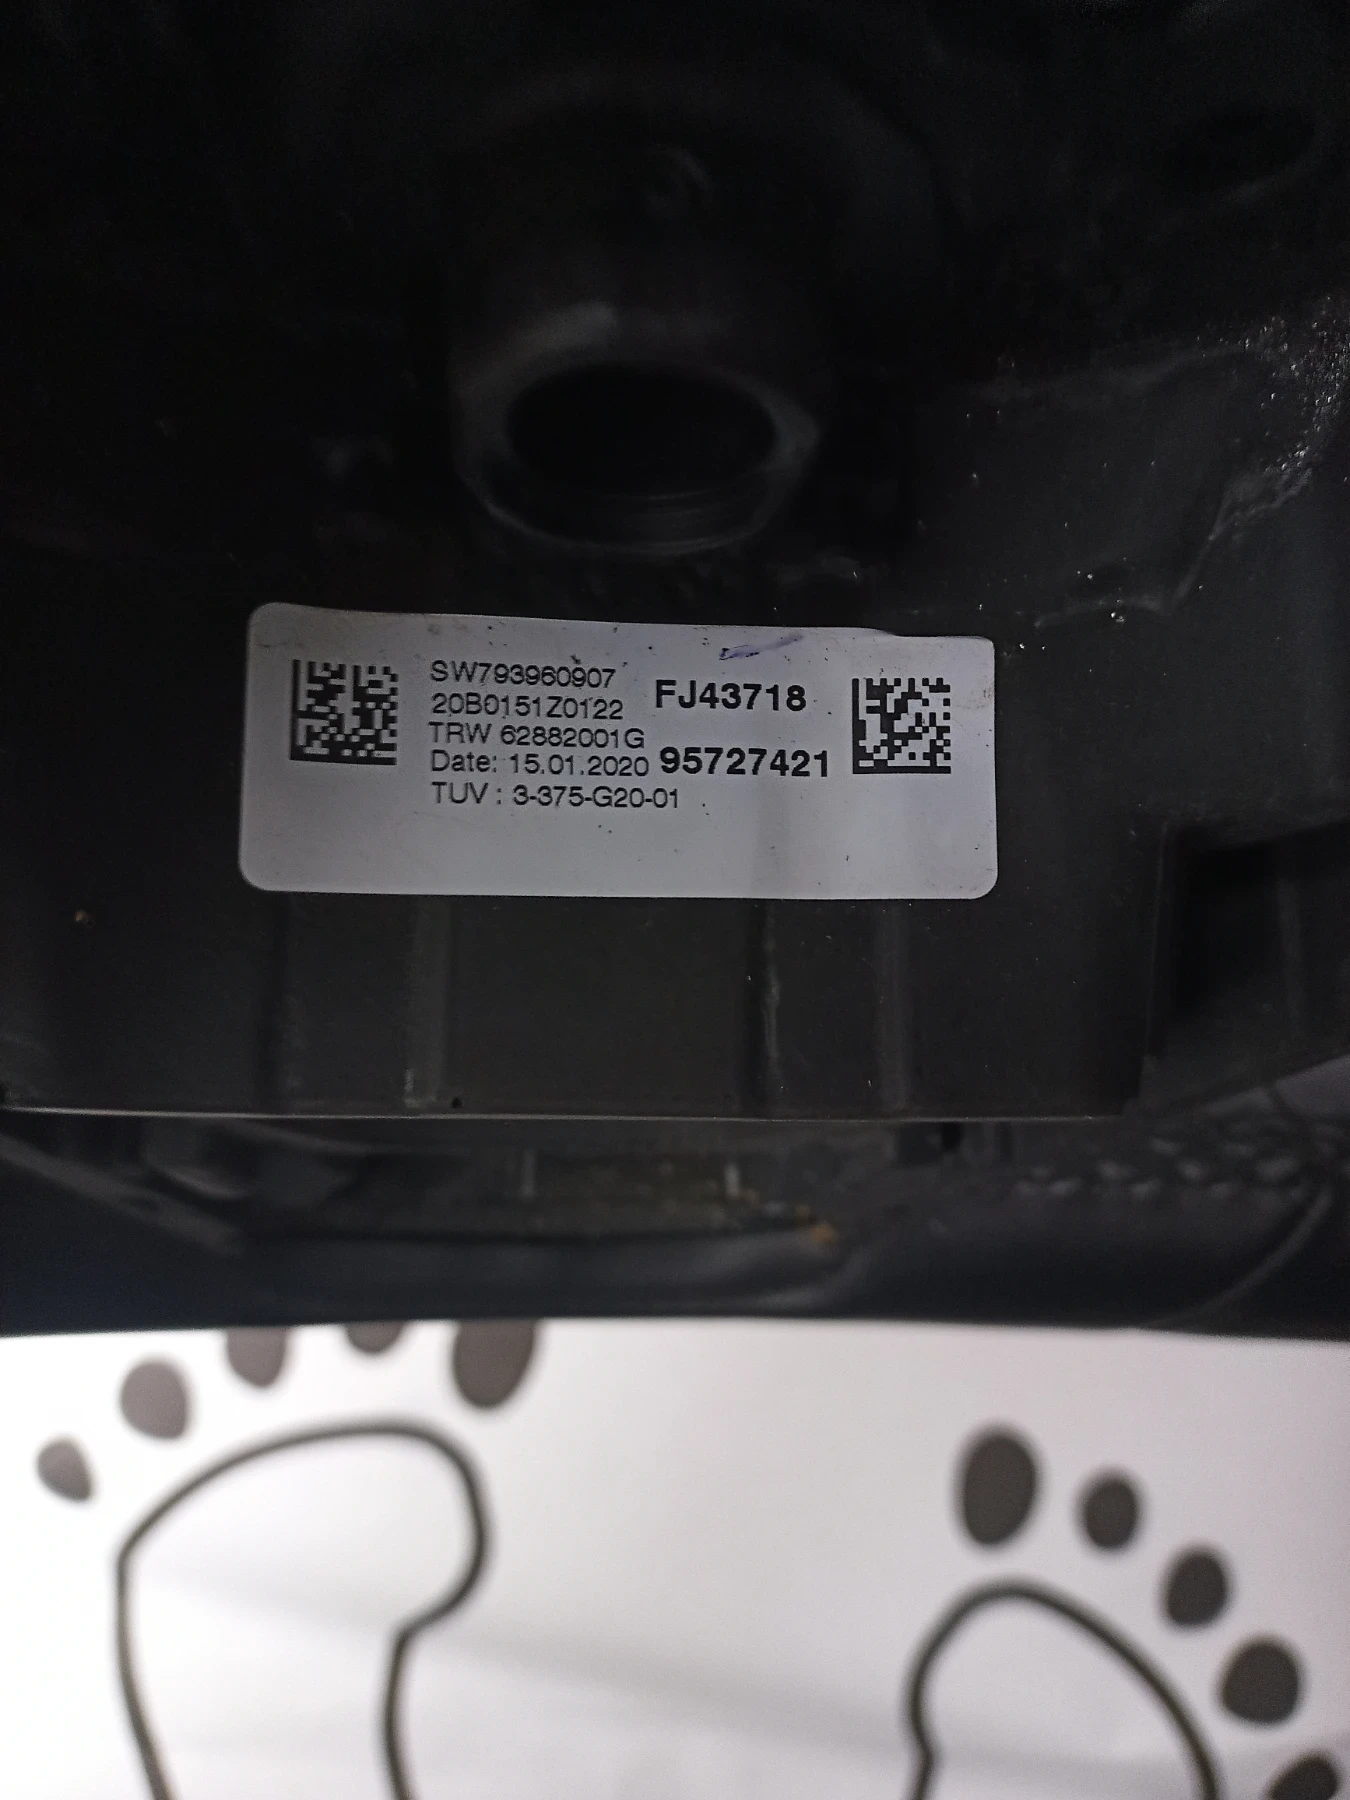 SW793960907
20B0151Z0122
FJ43718
TRW 62882001G
Date: 15.01.2020 95727421
TUV : 3-375-G20-01